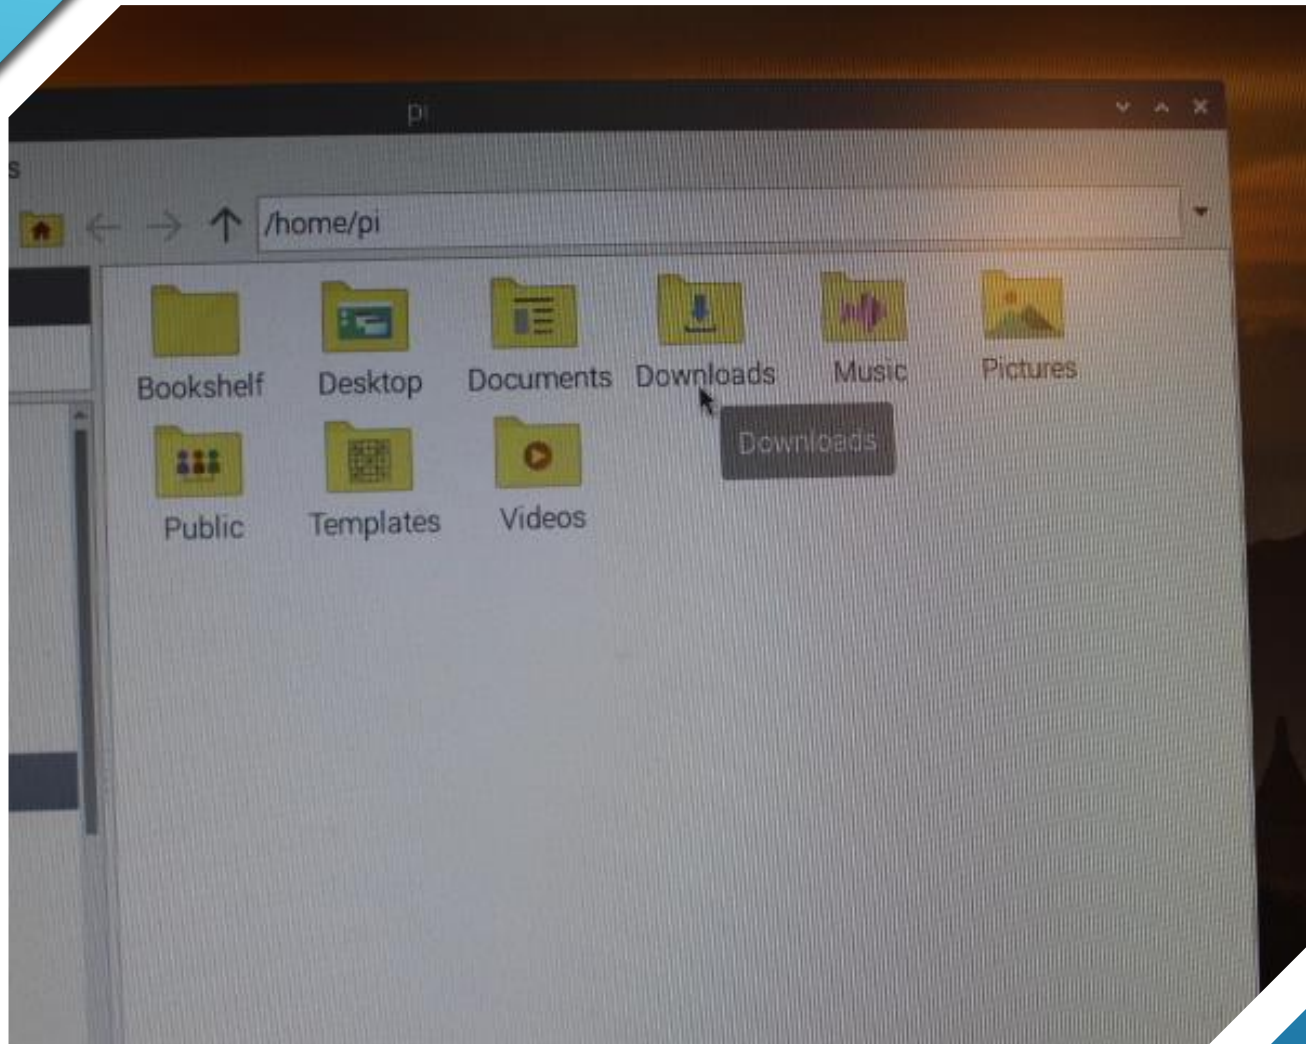 pi
s
/home/pi
Bookshelf Desktop Documents Downloads Music Pictures
Downloads
Public Templates Videos